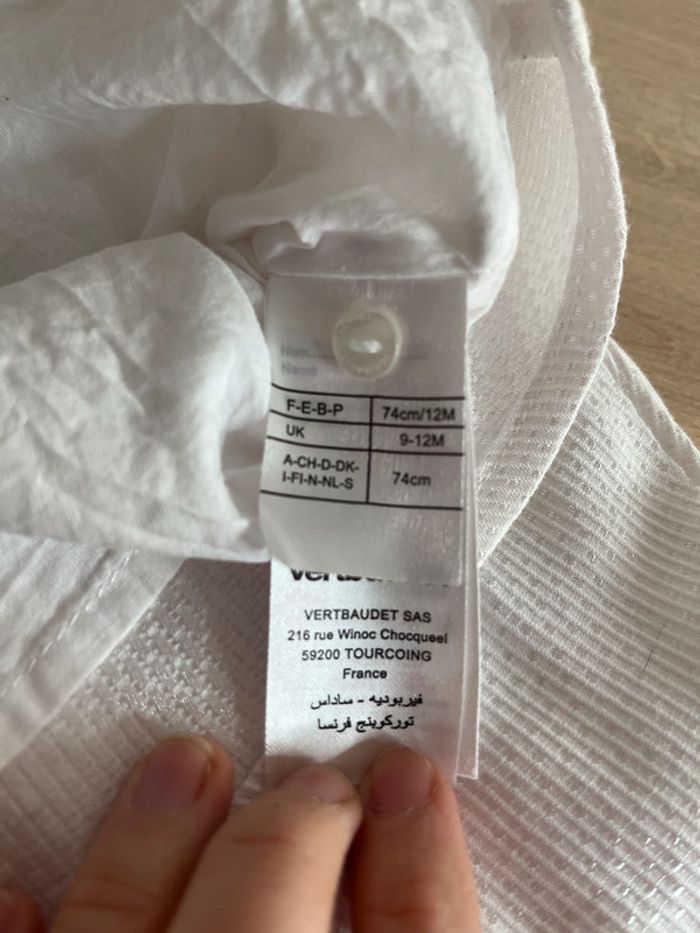 Nom
Name
F-E-B-P 74cm/12M
UK 9-12M
A-CH-D-DK-
I-FI-N-NL-S 74cm
VERTBAUDET SAS
216 rue Winoc Chocqueel
59200 TOURCOING
France
فيربوديه - ساداس
توركوينج فرنسا